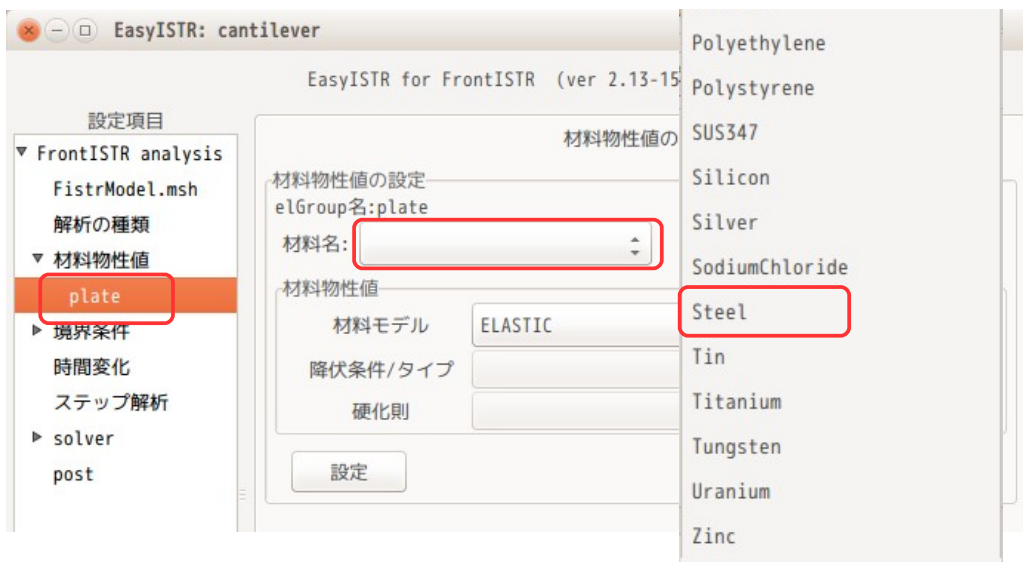 EasyISTR: cantilever
EasyISTR for FrontISTR (ver 2.13-15
設定項目
▼ FrontISTR analysis
FistrModel.msh
解析の種類
▼ 材料物性値
plate
▶ 境界条件
時間変化
ステップ解析
▶ solver
post
材料物性値の
材料物性値の設定
elGroup名:plate
材料名:
材料物性値
材料モデル ELASTIC
降伏条件/タイプ
硬化則
設定
Polyethylene
Polystyrene
SUS347
Silicon
Silver
SodiumChloride
Steel
Tin
Titanium
Tungsten
Uranium
Zinc